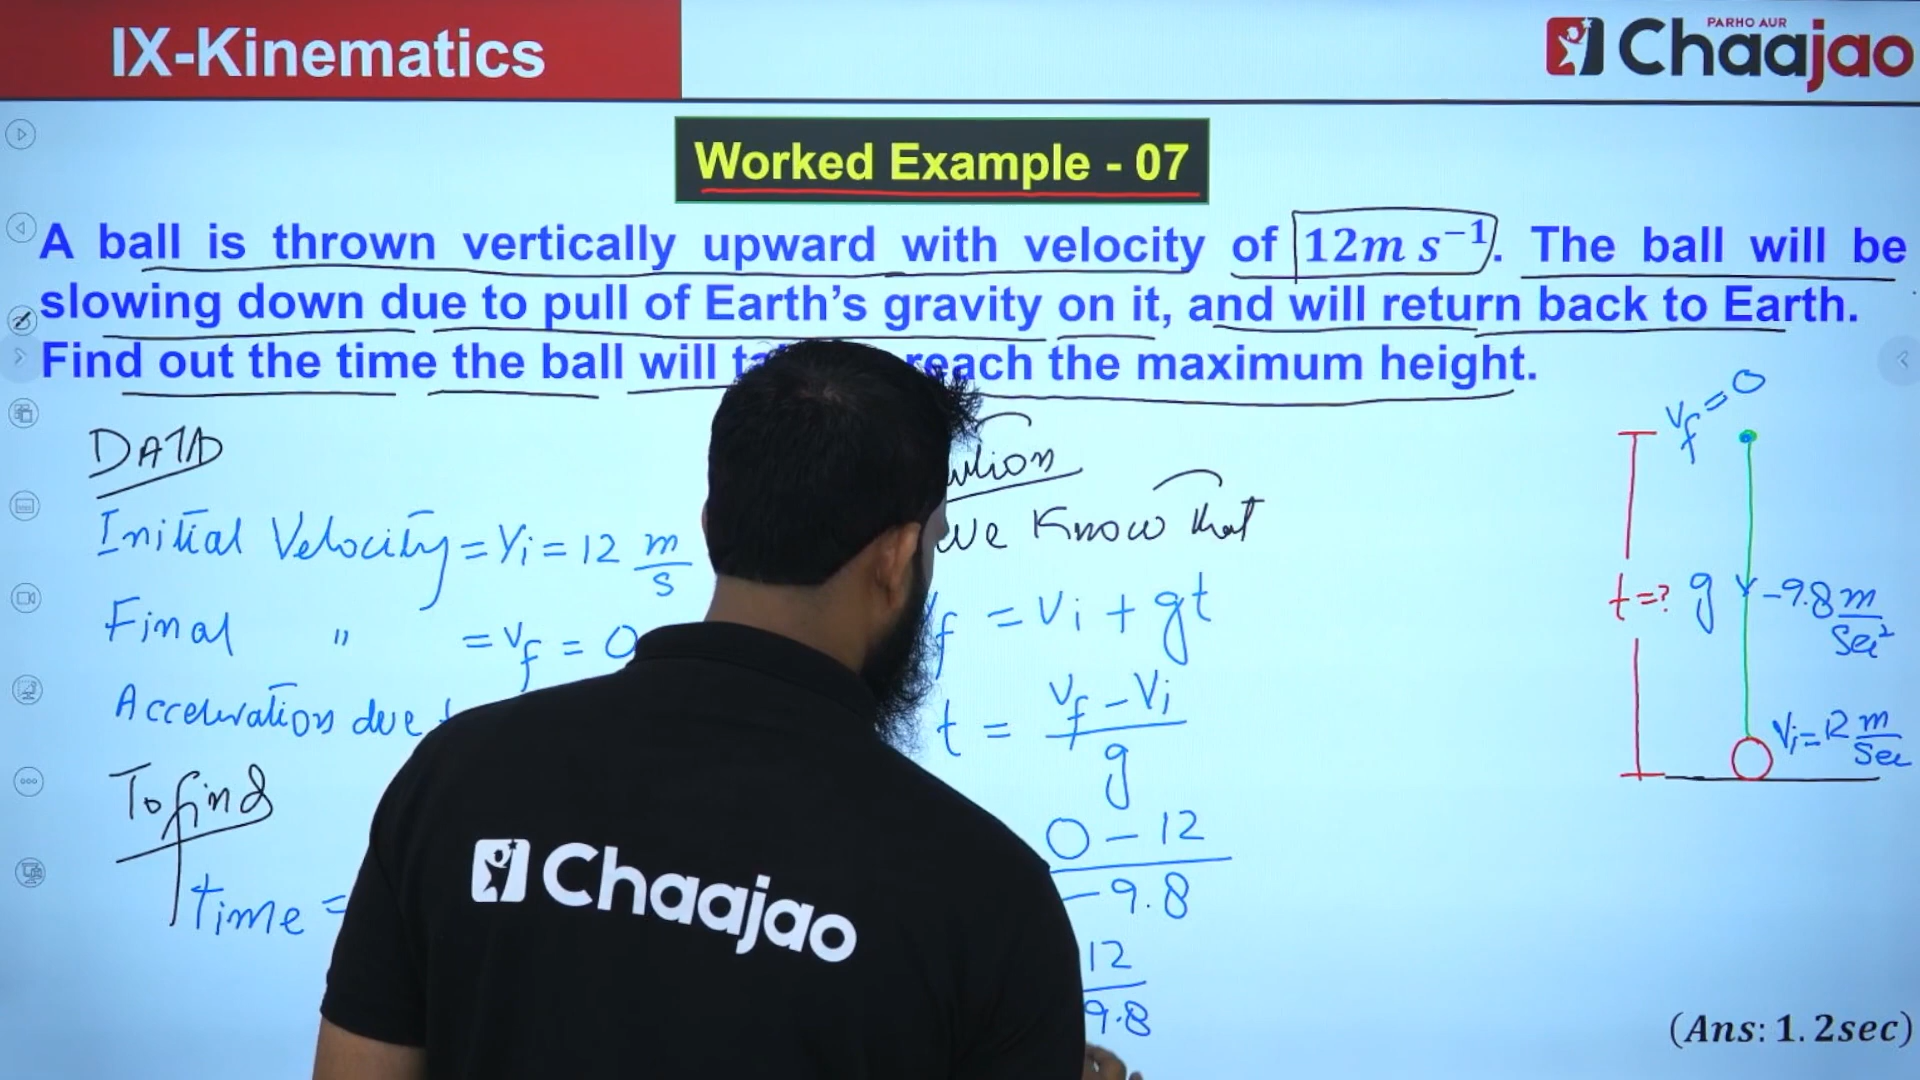 IX-Kinematics
PARHO AUR
Chaajao
Worked Example - 07
A ball is thrown vertically upward with velocity of 12m s⁻¹. The ball will be
slowing down due to pull of Earth’s gravity on it, and will return back to Earth.
Find out the time the ball will reach the maximum height.
DATA
Initial Velocity = Vi = 12 m/s
Final " = vf = 0
Acceleration due
To find
time =
we Know that
f = vi + gt
t = vf - vi / g
0 - 12 / -9.8
12 / 9.8
vf = 0
t = ? g -9.8 m/Sec²
Vi = 12 m/Sec
Chaajao
(Ans: 1.2sec)